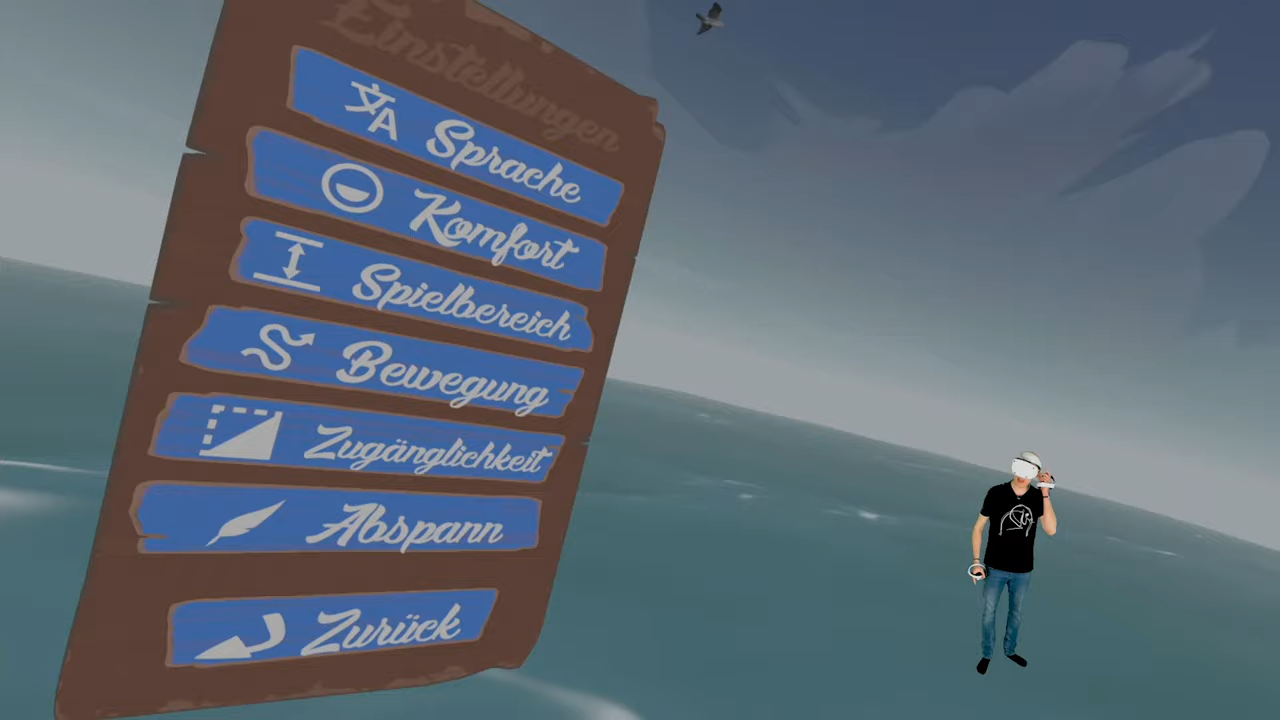 Einstellungen
Sprache
Komfort
Spielbereich
Bewegung
Zugänglichkeit
Abspann
Zurück